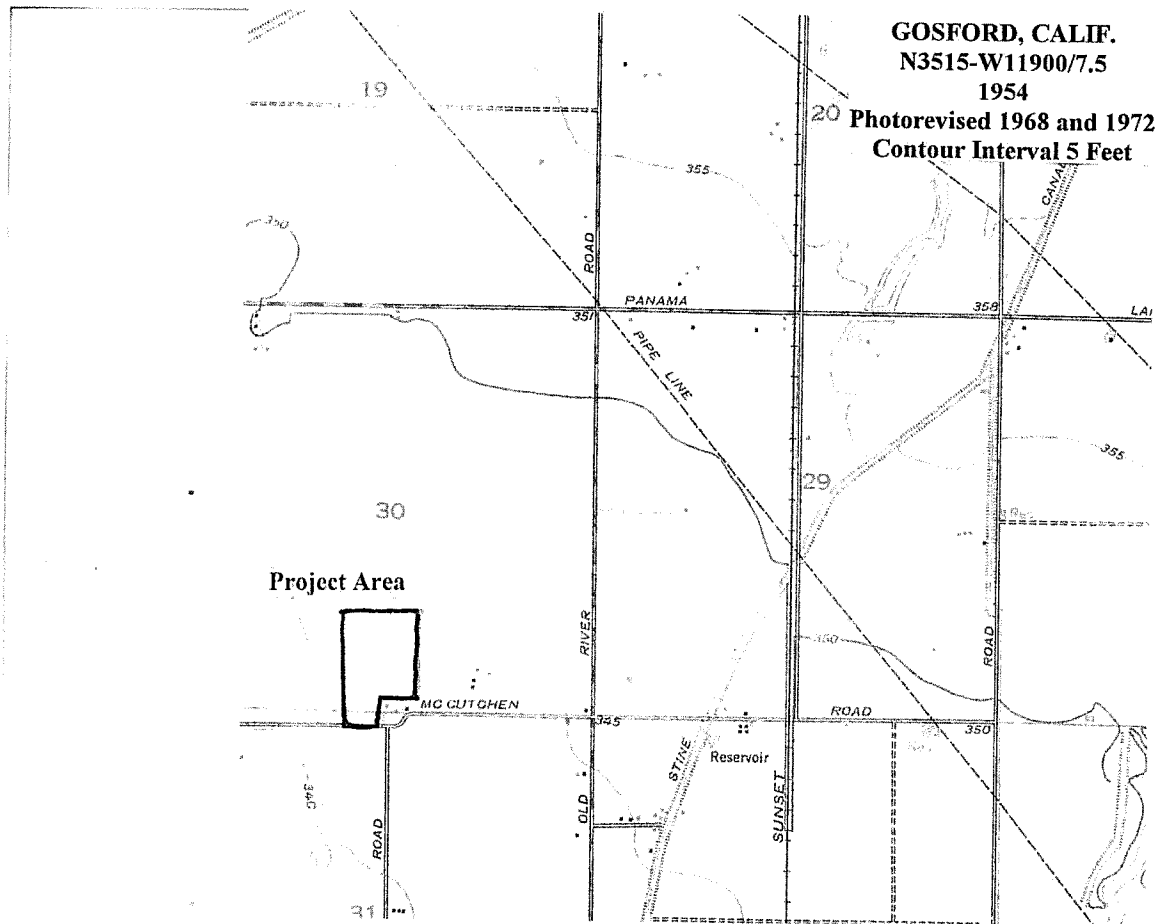 GOSFORD, CALIF.
N3515-W11900/7.5
1954
Photorevised 1968 and 1972
Contour Interval 5 Feet
19
20
355
CANAL
350
ROAD
PANAMA
351
358
LA
PIPE LINE
355
29
30
Project Area
RIVER
ROAD
350
MC CUTCHEN
345
ROAD
350
Reservoir
STINE
SUNSET
340
OLD
ROAD
31